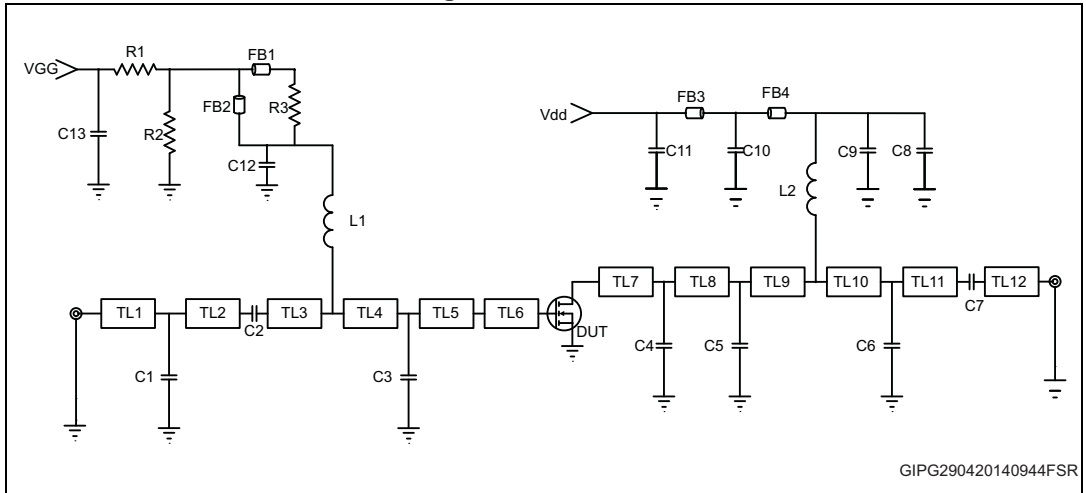 R1
FB1
VGG
FB2
R3
C13
R2
C12
L1
FB3
FB4
Vdd
C11
C10
C9
C8
L2
TL7
TL8
TL9
TL10
TL11
TL12
C7
TL1
TL2
C2
TL3
TL4
TL5
TL6
DUT
C4
C5
C6
C1
C3
GIPG290420140944FSR